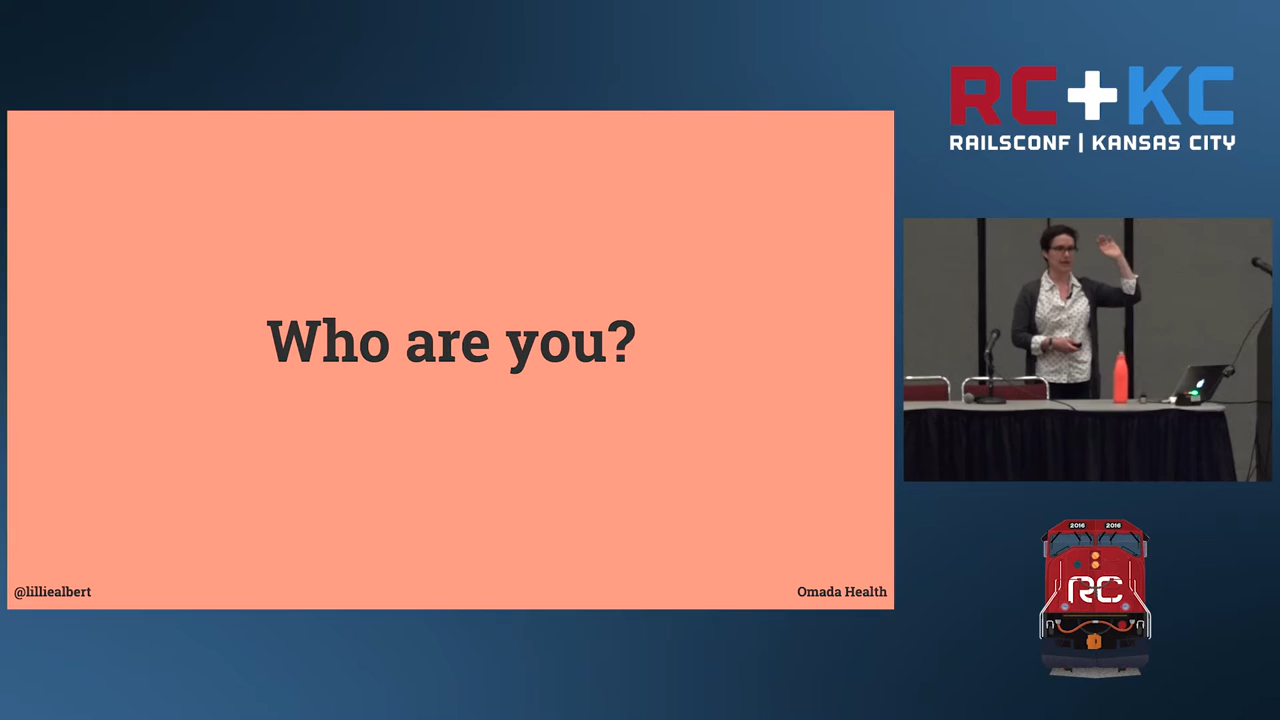 RC+KC
RAILSCONF | KANSAS CITY
Who are you?
@lilliealbert
Omada Health
2016
2016
RC